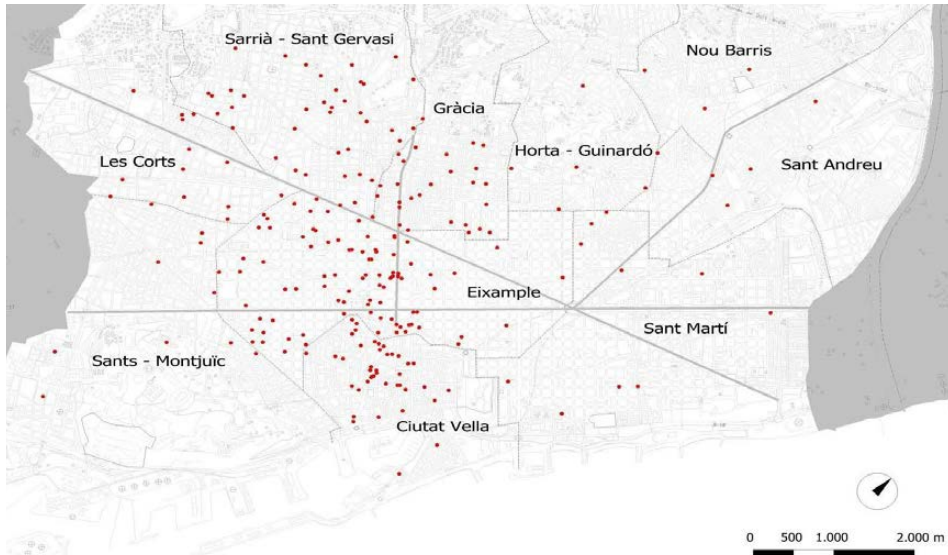 Sarrià - Sant Gervasi
Nou Barris
Gràcia
Horta - Guinardó
Les Corts
Sant Andreu
Eixample
Sant Martí
Sants - Montjuïc
Ciutat Vella
0 500 1.000 2.000 m